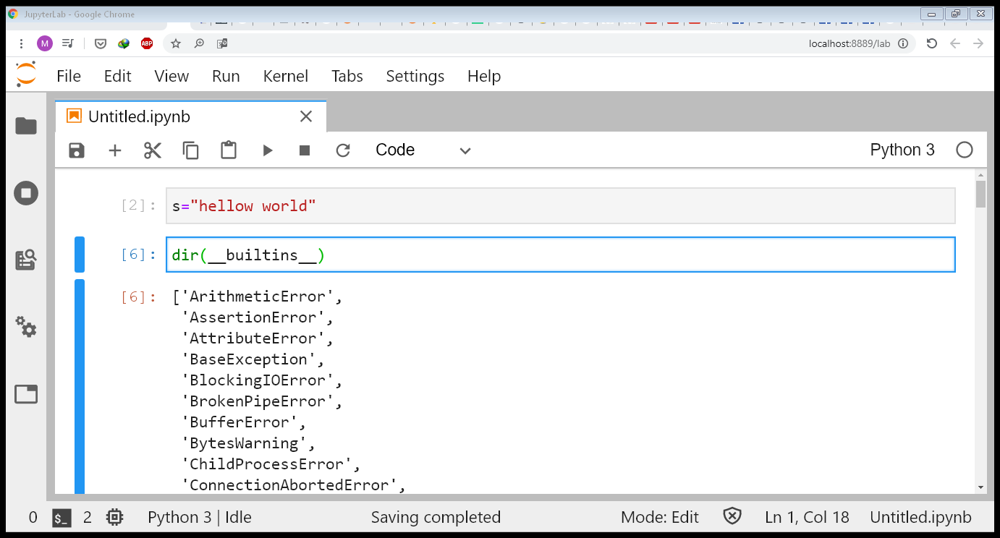 JupyterLab - Google Chrome
M
ABP
localhost:8889/lab
File Edit View Run Kernel Tabs Settings Help
Untitled.ipynb
Code
Python 3
[2]: s="hellow world"
[6]: dir(__builtins__)
[6]: ['ArithmeticError',
'AssertionError',
'AttributeError',
'BaseException',
'BlockingIOError',
'BrokenPipeError',
'BufferError',
'BytesWarning',
'ChildProcessError',
'ConnectionAbortedError',
0 $_ 2 Python 3 | Idle Saving completed Mode: Edit Ln 1, Col 18 Untitled.ipynb